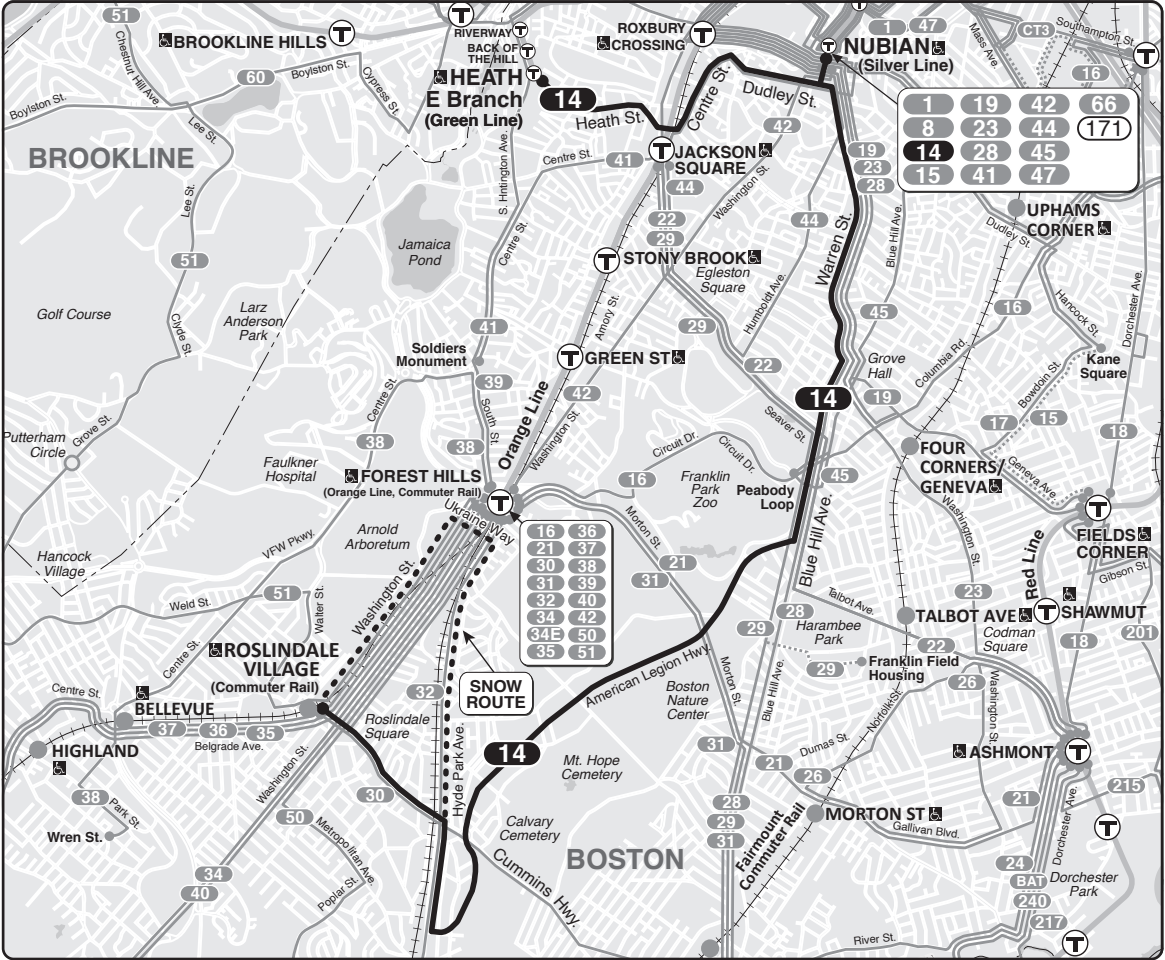 51
BROOKLINE HILLS
RIVERWAY
BACK OF
THE HILL
HEATH
E Branch
(Green Line)
ROXBURY
CROSSING
NUBIAN
(Silver Line)
1
47
CT3
Southampton St.
Mass Ave.
16
Chestnut Hill Ave.
60
Boylston St.
Cypress St.
Boylston St.
Lee St.
14
Heath St.
Centre St.
Dudley St.
42
1 19 42 66
8 23 44 171
14 28 45
15 41 47
BROOKLINE
S. Hntington Ave.
Centre St.
41
JACKSON
SQUARE
44
Washington St.
19
23
28
Lee St.
22
29
44
Warren St.
Blue Hill Ave.
UPHAMS
CORNER
Dudley St.
Jamaica
Pond
Centre St.
51
STONY BROOK
Egleston
Square
Humboldt Ave.
Hancock St.
Dorchester Ave.
Golf Course
Larz
Anderson
Park
Clyde St.
Amory St.
16
45
41
29
Soldiers
Monument
GREEN ST
22
Grove
Hall
Columbia Rd.
Kane
Square
39
42
14
19
Bowdoin St.
Centre St.
South St.
Orange Line
Washington St.
Seaver St.
17
15
18
Putterham
Circle
Grove St.
38
38
Circuit Dr.
Circuit Dr.
FOUR
CORNERS/
GENEVA
Geneva Ave.
Faulkner
Hospital
FOREST HILLS
(Orange Line, Commuter Rail)
16
Franklin
Park
Zoo
Peabody
Loop
45
Ukraine Way
Hancock
Village
VFW Pkwy.
Arnold
Arboretum
16 36
21 37
30 38
31 39
32 40
34 42
34E 50
35 51
Morton St.
21
31
Blue Hill Ave.
Washington St.
Red Line
FIELDS
CORNER
Gibson St.
Weld St.
51
Walter St.
Washington St.
23
Talbot Ave.
28
29
Harambee
Park
TALBOT AVE
SHAWMUT
Codman
Square
18
201
22
Centre St.
ROSLINDALE
VILLAGE
(Commuter Rail)
29
Franklin Field
Housing
26
SNOW
ROUTE
American Legion Hwy.
Morton St.
Blue Hill Ave.
Norfolk St.
Washington St.
Centre St.
BELLEVUE
32
37
36
35
Belgrade Ave.
Roslindale
Square
Boston
Nature
Center
HIGHLAND
Hyde Park Ave.
14
31
Dumas St.
ASHMONT
Washington St.
Mt. Hope
Cemetery
21
26
38
Park St.
Wren St.
30
28
29
31
21
215
50
Metropolitan Ave.
Calvary
Cemetery
BOSTON
Fairmount
Commuter Rail
MORTON ST
Gallivan Blvd.
Dorchester Ave.
34
40
Poplar St.
Cummins Hwy.
24
BAT
240
217
Dorchester
Park
River St.